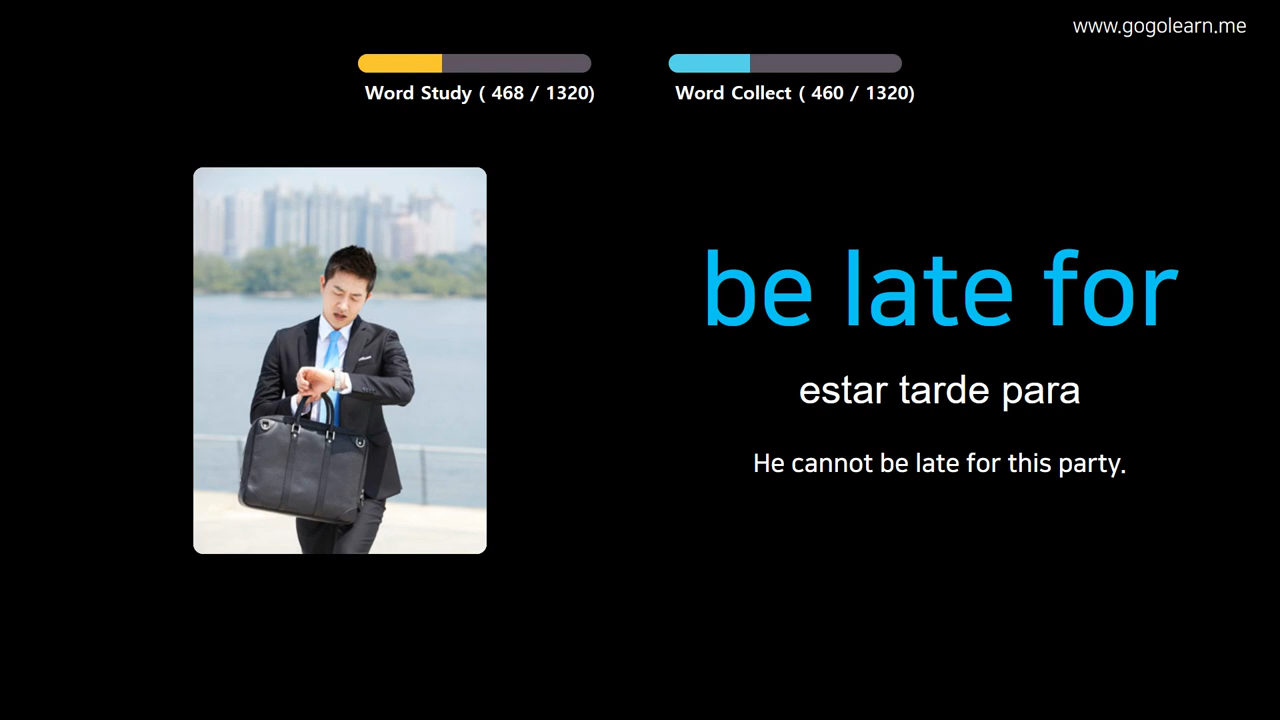 www.gogolearn.me
Word Study ( 468 / 1320)
Word Collect ( 460 / 1320)
be late for
estar tarde para
He cannot be late for this party.